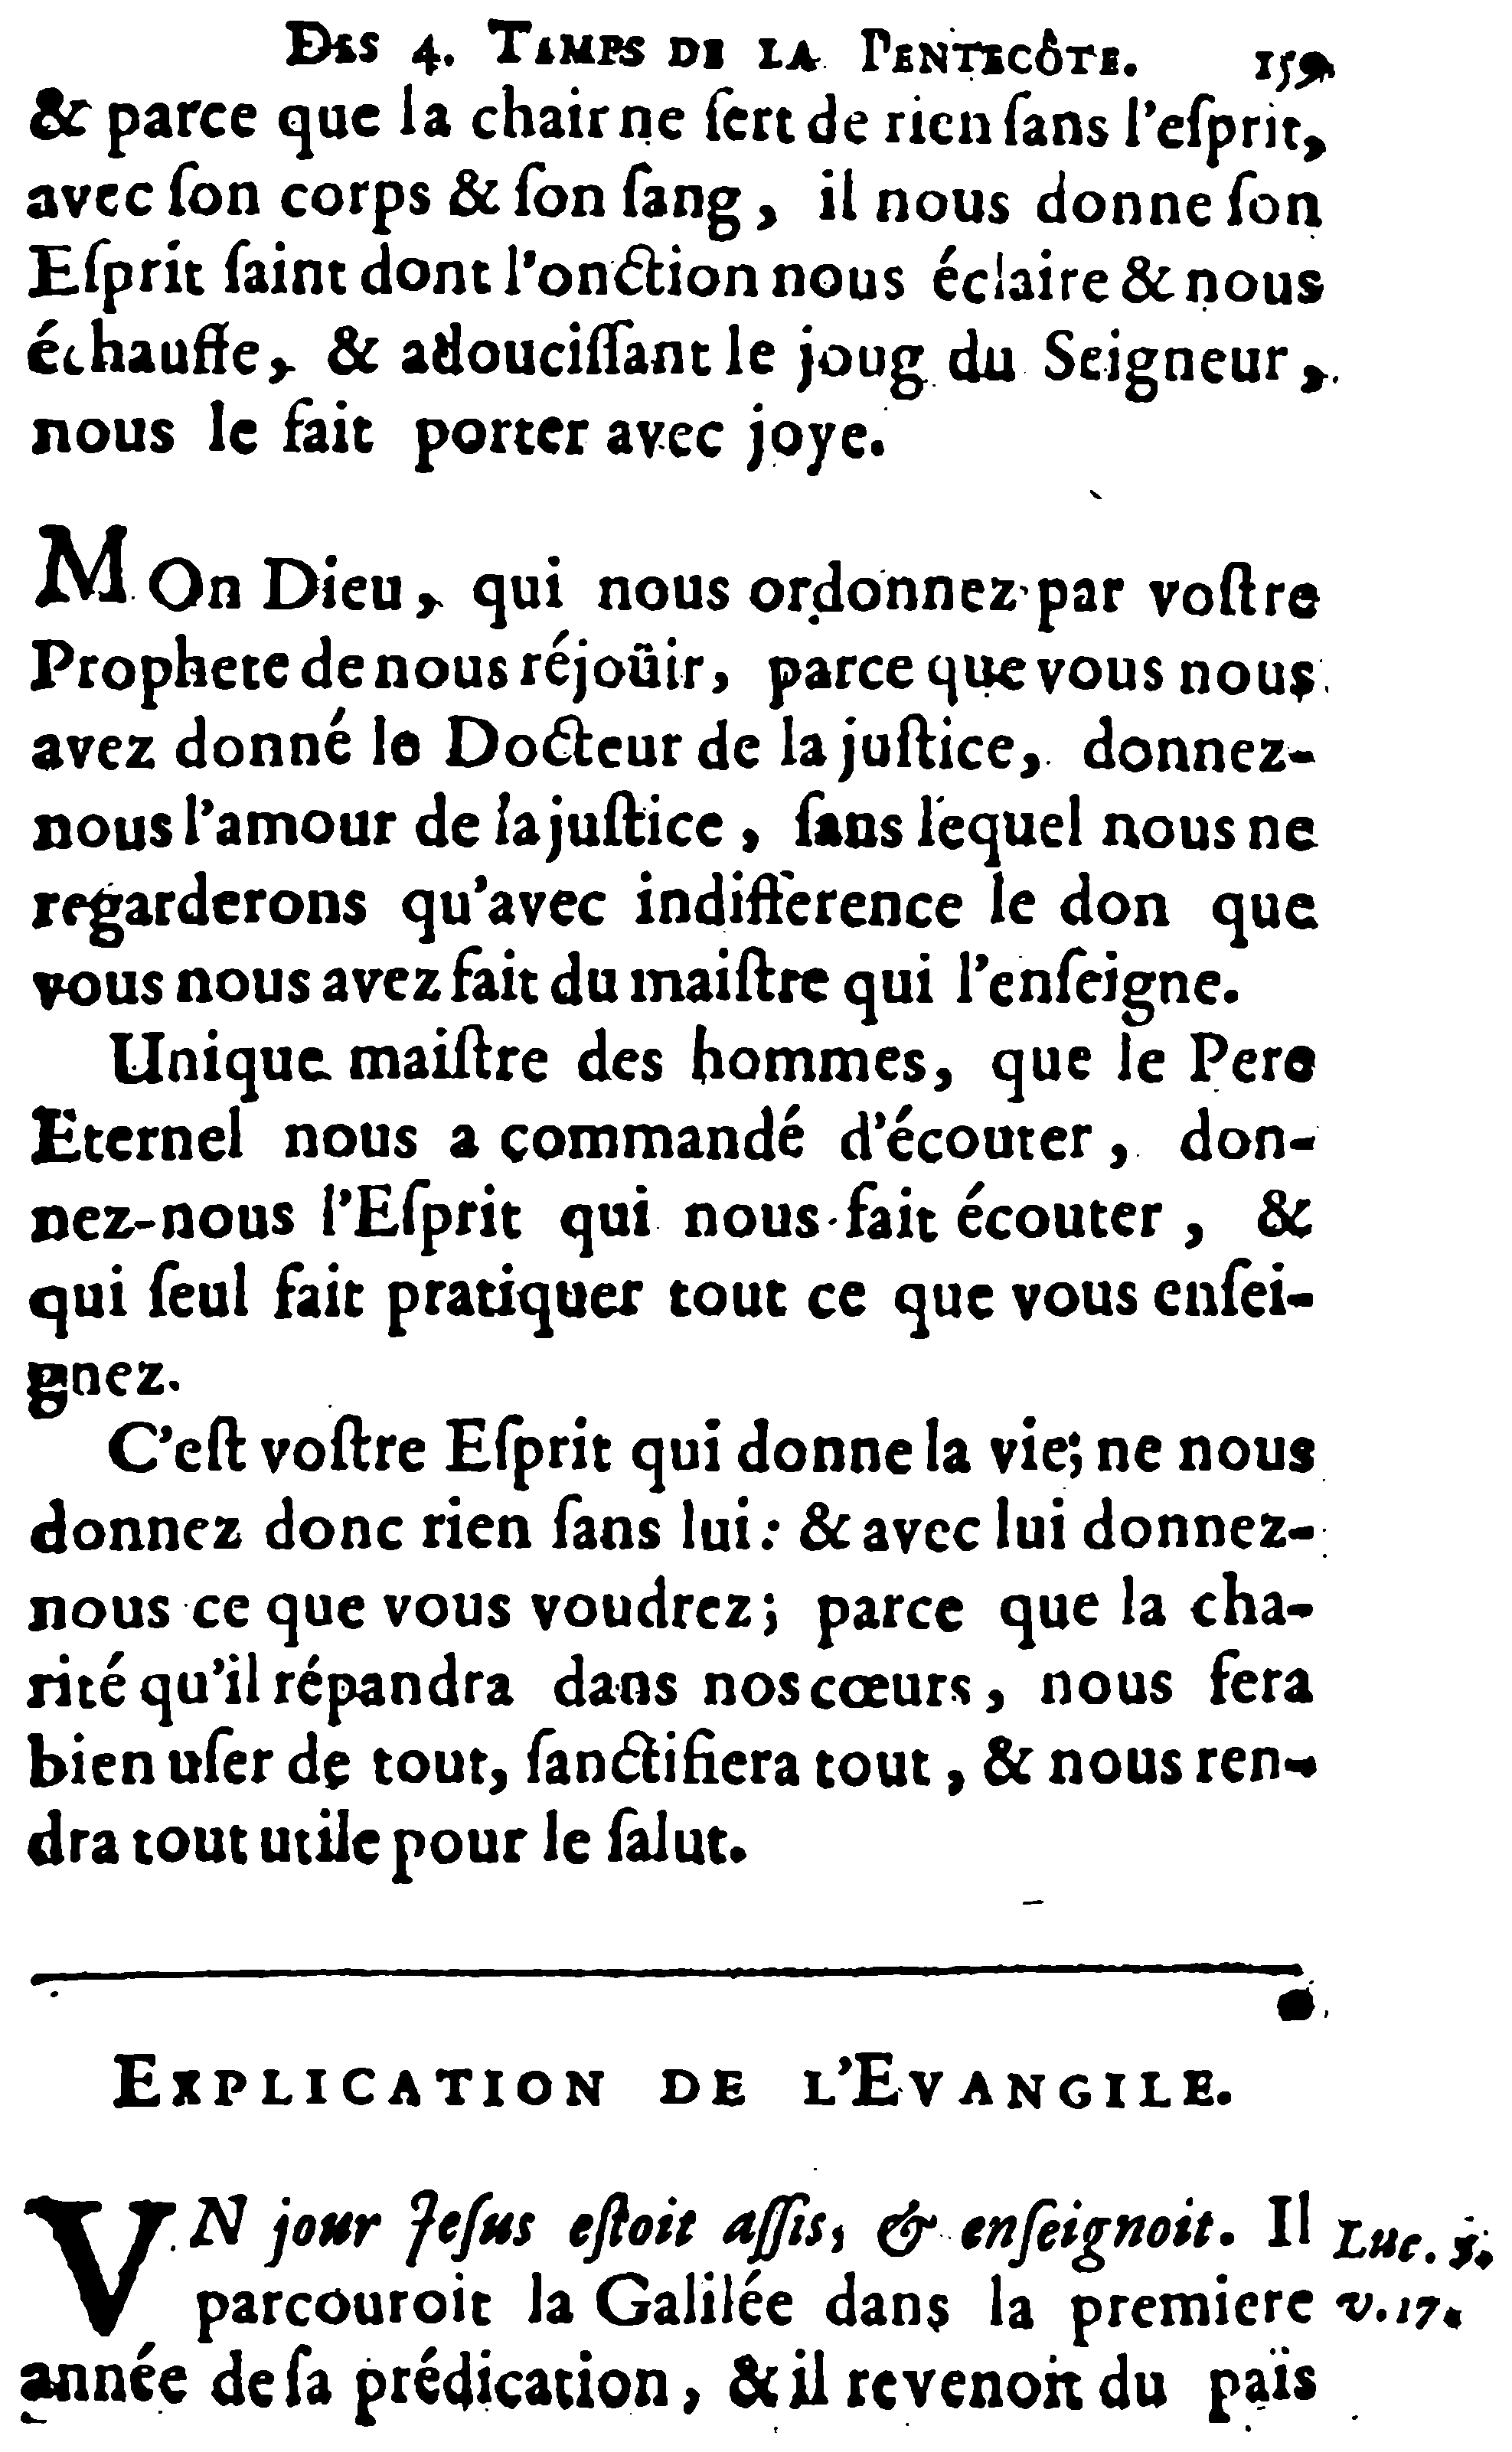 DES 4. TEMPS DE LA PENTECÔTE. 159
& parce que la chair ne ſert de rien ſans l'eſprit,
avec ſon corps & ſon ſang, il nous donne ſon
Eſprit ſaint dont l'onction nous éclaire & nous
échauffe, & adouciſſant le joug du Seigneur,
nous le fait porter avec joye.
MOn Dieu, qui nous ordonnez par voſtre
Prophete de nous réjoüir, parce que vous nous
avez donné le Docteur de la juſtice, donnez-
nous l'amour de la juſtice, ſans lequel nous ne
regarderons qu'avec indifference le don que
vous nous avez fait du maiſtre qui l'enſeigne.
Unique maiſtre des hommes, que le Pere
Eternel nous a commandé d'écouter, don-
nez-nous l'Eſprit qui nous fait écouter, &
qui ſeul fait pratiquer tout ce que vous enſei-
gnez.
C'eſt voſtre Eſprit qui donne la vie; ne nous
donnez donc rien ſans lui: & avec lui donnez-
nous ce que vous voudrez; parce que la cha-
rité qu'il répandra dans nos cœurs, nous fera
bien uſer de tout, ſanctifiera tout, & nous ren-
dra tout utile pour le ſalut.
EXPLICATION DE L'EVANGILE.
VN jour Jeſus eſtoit aſſis, & enſeignoit. Il Luc. 5.
parcouroit la Galilée dans la premiere v. 17.
année de ſa prédication, & il revenoit du païs